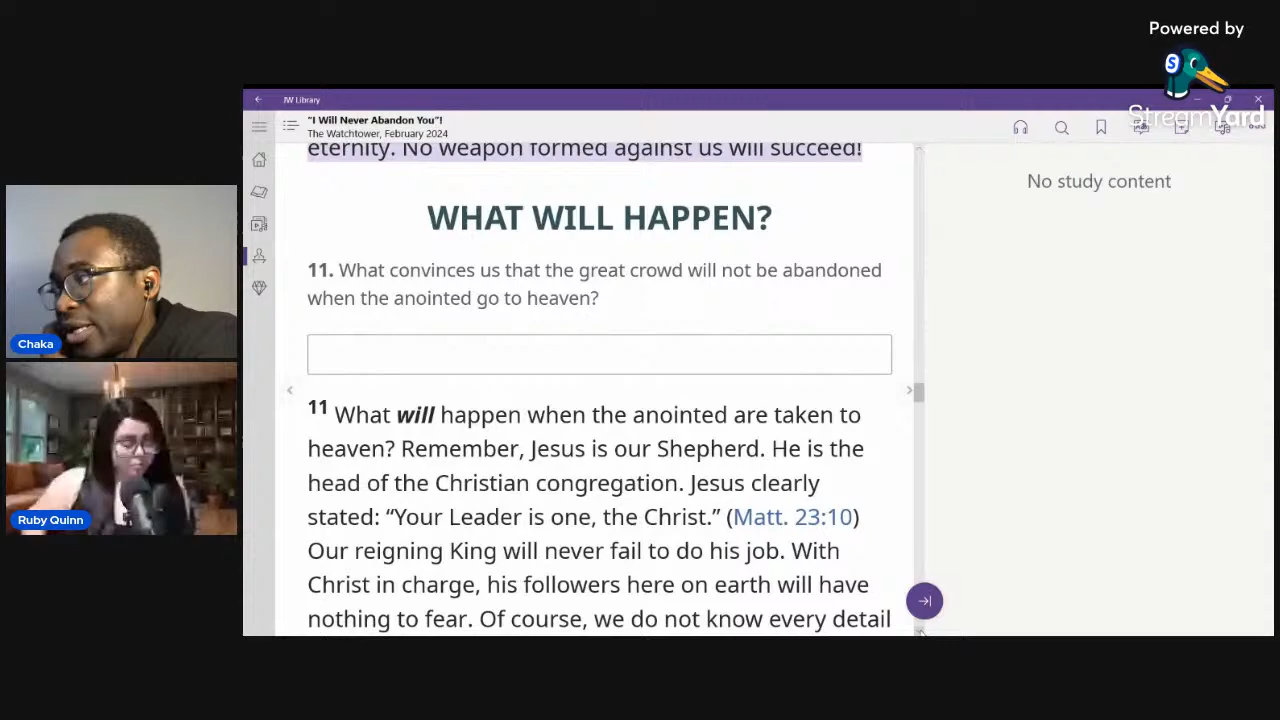 Powered by
StreamYard
JW Library
"I Will Never Abandon You"!
The Watchtower, February 2024
eternity. No weapon formed against us will succeed!
No study content
WHAT WILL HAPPEN?
11. What convinces us that the great crowd will not be abandoned
when the anointed go to heaven?
11 What will happen when the anointed are taken to
heaven? Remember, Jesus is our Shepherd. He is the
head of the Christian congregation. Jesus clearly
stated: “Your Leader is one, the Christ.” (Matt. 23:10)
Our reigning King will never fail to do his job. With
Christ in charge, his followers here on earth will have
nothing to fear. Of course, we do not know every detail
Chaka
Ruby Quinn